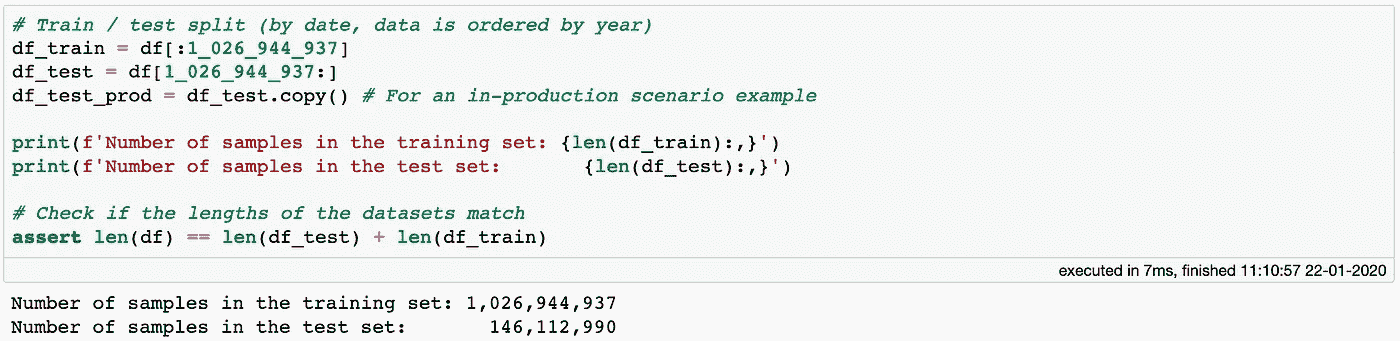 # Train / test split (by date, data is ordered by year)
df_train = df[:1_026_944_937]
df_test = df[1_026_944_937:]
df_test_prod = df_test.copy() # For an in-production scenario example
print(f'Number of samples in the training set: {len(df_train):,}')
print(f'Number of samples in the test set:       {len(df_test):,}')
# Check if the lengths of the datasets match
assert len(df) == len(df_test) + len(df_train)
executed in 7ms, finished 11:10:57 22-01-2020
Number of samples in the training set: 1,026,944,937
Number of samples in the test set:       146,112,990